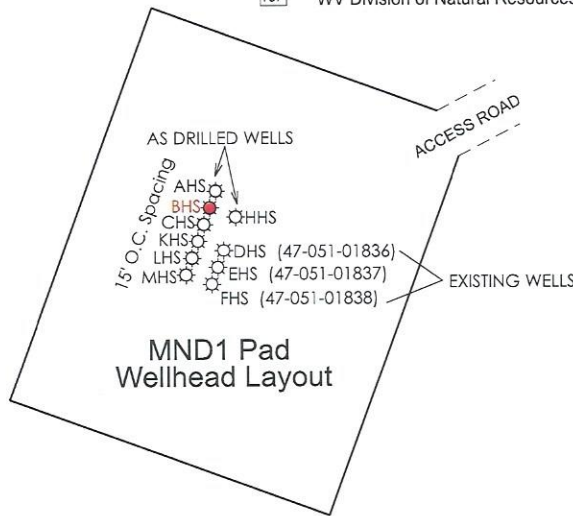 WV Division of Natural Resources
ACCESS ROAD
AS DRILLED WELLS
15' O.C. Spacing
AHS
BHS
HHS
CHS
KHS
DHS (47-051-01836)
LHS
EHS (47-051-01837)
EXISTING WELLS
MHS
FHS (47-051-01838)
MND1 Pad
Wellhead Layout